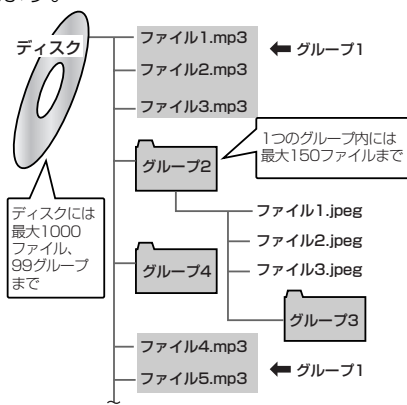 ます。
ディスク
ファイル1.mp3
グループ1
ファイル2.mp3
ファイル3.mp3
1つのグループ内には
最大150ファイルまで
グループ2
ディスクには
最大1000
ファイル、
99グループ
まで
ファイル1.jpeg
ファイル2.jpeg
ファイル3.jpeg
グループ4
グループ3
ファイル4.mp3
グループ1
ファイル5.mp3
～